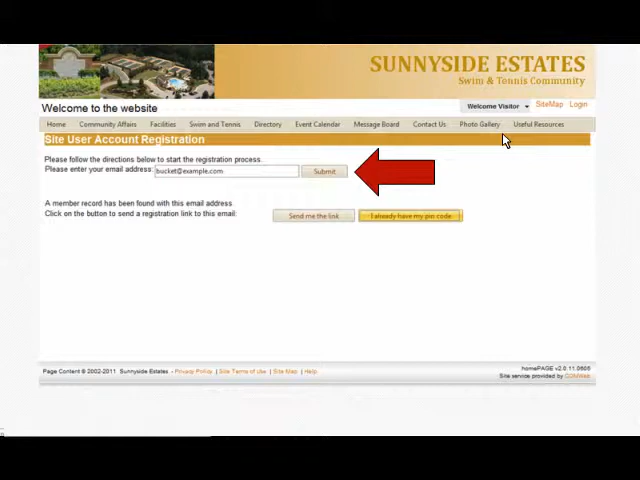 SUNNYSIDE ESTATES
Swim & Tennis Community
Welcome to the website
Welcome Visitor
SiteMap Login
Home Community Affairs Facilities Swim and Tennis Directory Event Calendar Message Board Contact Us Photo Gallery Useful Resources
Site User Account Registration
Please follow the directions below to start the registration process.
Please enter your email address: bucket@example.com Submit
A member record has been found with this email address
Click on the button to send a registration link to this email: Send me the link I already have my pin code
homePAGE v2.0.11.0606
Page Content © 2002-2011 Sunnyside Estates - Privacy Policy | Site Terms of use | Site Map | Help
Site service provided by